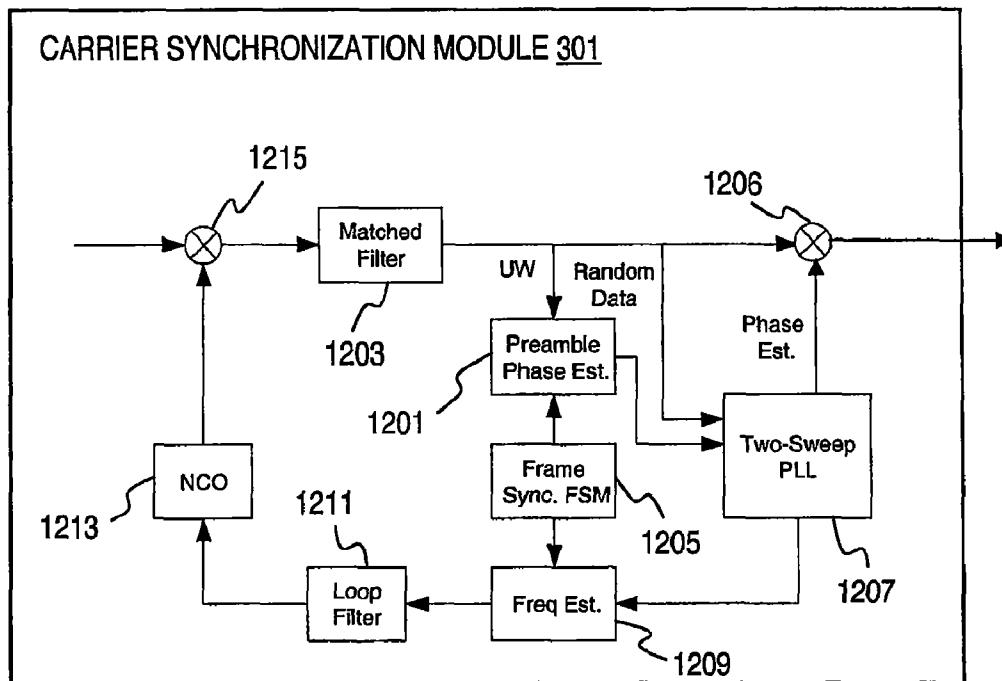 CARRIER SYNCHRONIZATION MODULE 301
1215
1206
Matched
Filter
UW
Random
Data
1203
Phase
Est.
Preamble
Phase Est.
1201
Two-Sweep
PLL
NCO
Frame
Sync. FSM
1213
1211
1205
1207
Loop
Filter
Freq Est.
1209